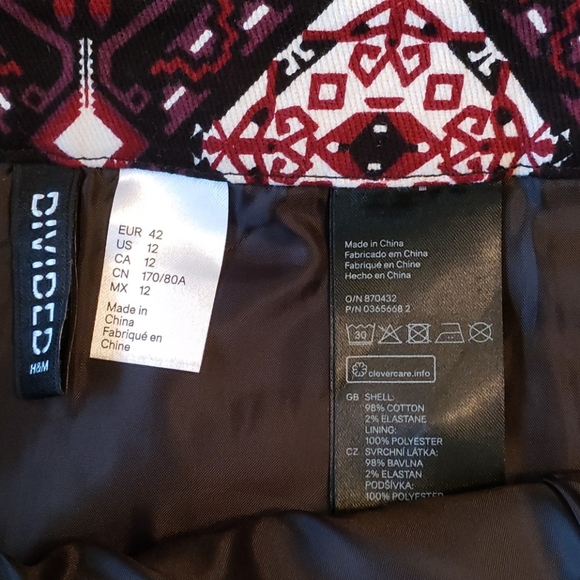 DIVIDED
H&M
EUR 42
US 12
CA 12
CN 170/80A
MX 12
Made in
China
Fabriqué en
Chine
Made in China
Fabricado em China
Fabriqué en Chine
Hecho en China
O/N 870432
P/N 0365668 2
30
clevercare.info
GB SHELL:
98% COTTON
2% ELASTANE
LINING:
100% POLYESTER
CZ SVRCHNÍ LÁTKA:
98% BAVLNA
2% ELASTAN
PODŠÍVKA:
100% POLYESTER